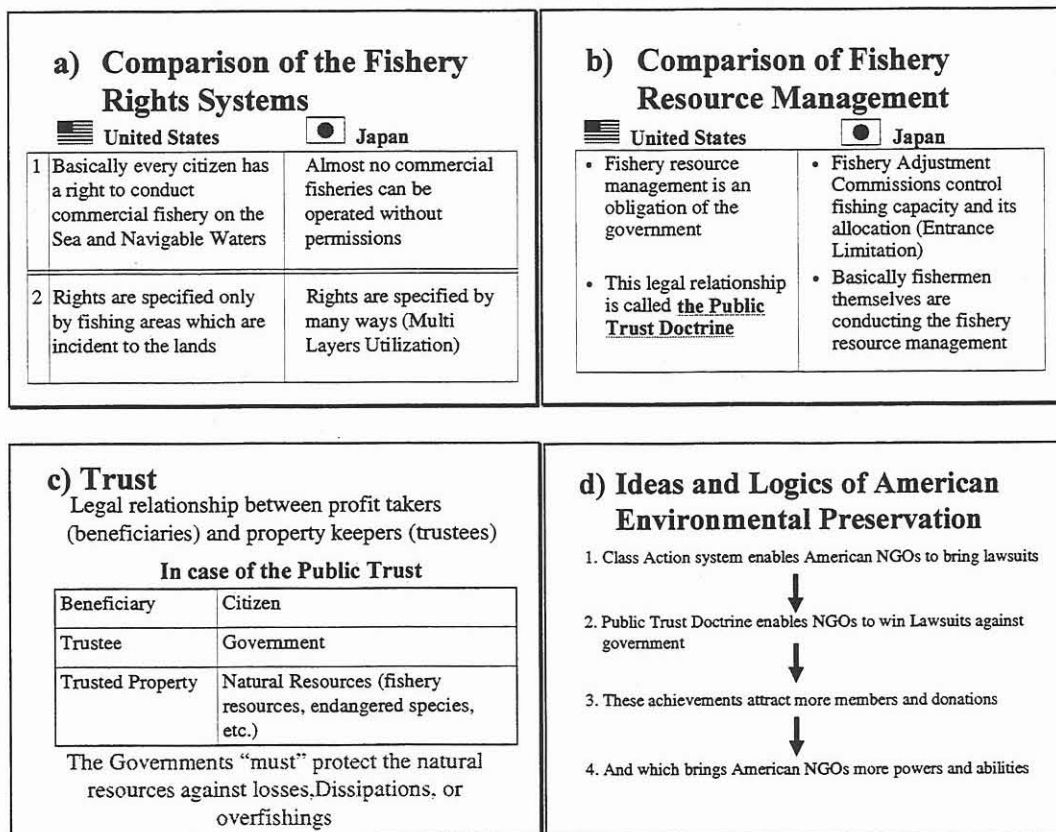 a) Comparison of the Fishery
Rights Systems
United States
Japan
1 Basically every citizen has
a right to conduct
commercial fishery on the
Sea and Navigable Waters
Almost no commercial
fisheries can be
operated without
permissions
2 Rights are specified only
by fishing areas which are
incident to the lands
Rights are specified by
many ways (Multi
Layers Utilization)
b) Comparison of Fishery
Resource Management
United States
Japan
• Fishery resource
management is an
obligation of the
government
• This legal relationship
is called the Public
Trust Doctrine
• Fishery Adjustment
Commissions control
fishing capacity and its
allocation (Entrance
Limitation)
• Basically fishermen
themselves are
conducting the fishery
resource management
c) Trust
Legal relationship between profit takers
(beneficiaries) and property keepers (trustees)
In case of the Public Trust
Beneficiary Citizen
Trustee Government
Trusted Property Natural Resources (fishery
resources, endangered species,
etc.)
The Governments “must” protect the natural
resources against losses,Dissipations, or
overfishings
d) Ideas and Logics of American
Environmental Preservation
1. Class Action system enables American NGOs to bring lawsuits
2. Public Trust Doctrine enables NGOs to win Lawsuits against
government
3. These achievements attract more members and donations
4. And which brings American NGOs more powers and abilities